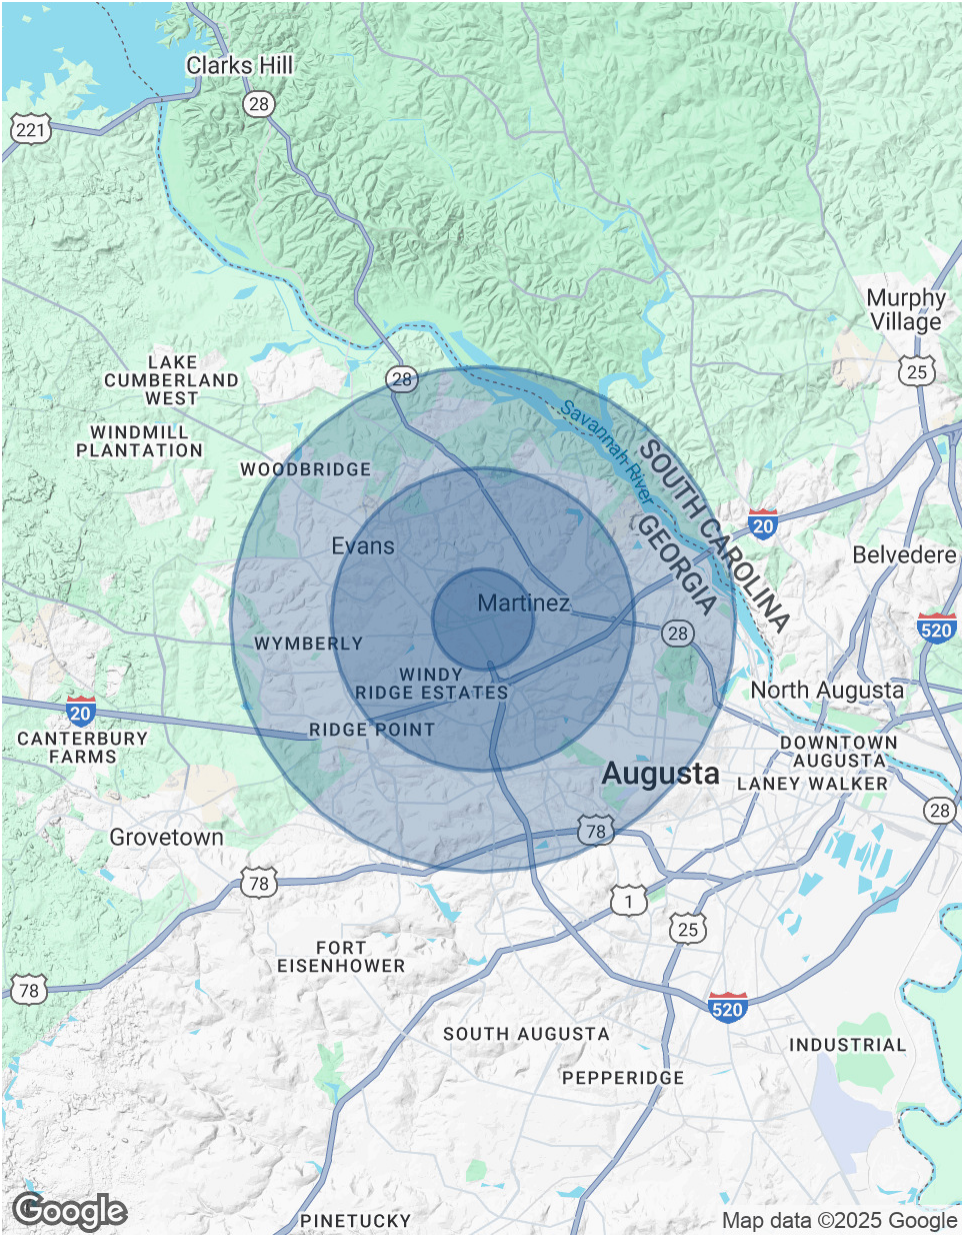 Clarks Hill
28
221
Murphy
Village
25
LAKE
CUMBERLAND
WEST
28
WINDMILL
PLANTATION
WOODBRIDGE
Savannah River
SOUTH CAROLINA
GEORGIA
20
Evans
Belvedere
Martinez
28
520
WYMBERLY
WINDY
RIDGE ESTATES
North Augusta
20
RIDGE POINT
CANTERBURY
FARMS
DOWNTOWN
AUGUSTA
Augusta
LANEY WALKER
28
Grovetown
78
78
1
25
FORT
EISENHOWER
78
520
SOUTH AUGUSTA
INDUSTRIAL
PEPPERIDGE
Google
PINETUCKY
Map data ©2025 Google